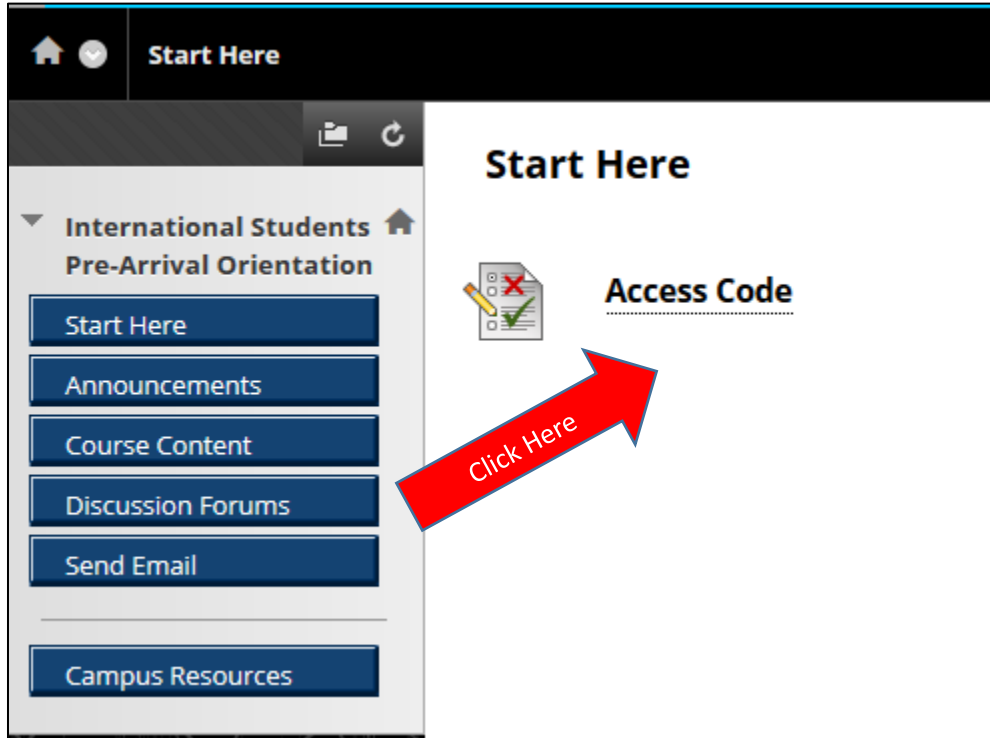 Start Here
International Students
Pre-Arrival Orientation
Start Here
Announcements
Course Content
Discussion Forums
Send Email
Campus Resources
Start Here
Access Code
Click Here